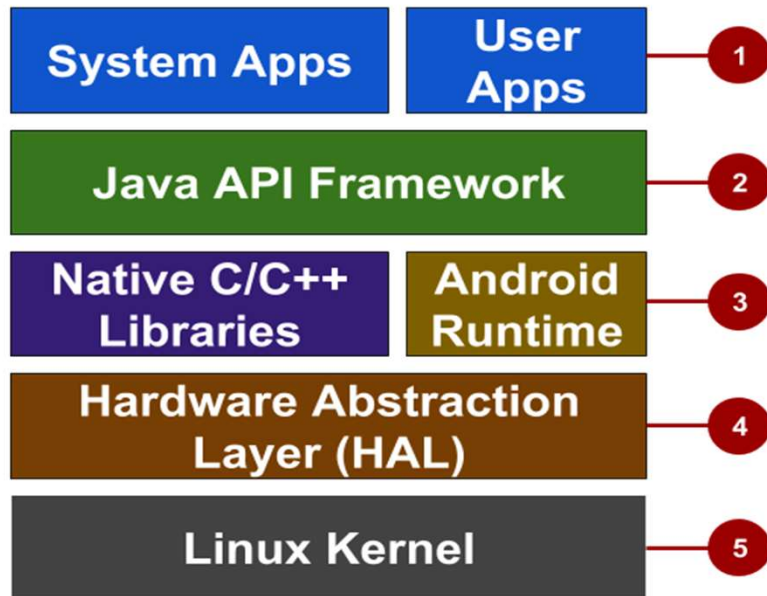 System Apps
User
Apps
1
Java API Framework
2
Native C/C++
Libraries
Android
Runtime
3
Hardware Abstraction
Layer (HAL)
4
Linux Kernel
5